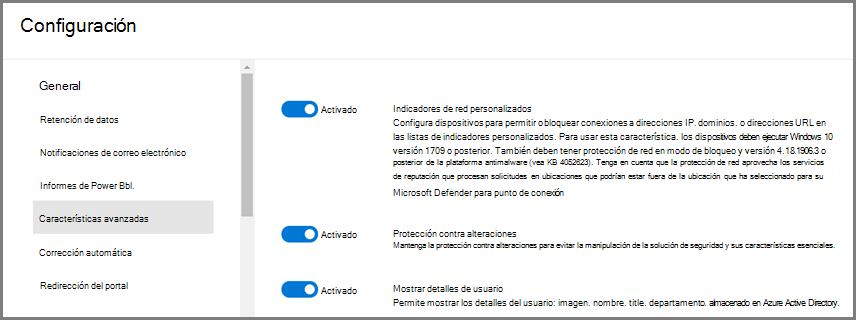 Configuración
General
Retención de datos
Notificaciones de correo electrónico
Informes de Power Bbl.
Características avanzadas
Corrección automática
Redirección del portal
Activado
Indicadores de red personalizados
Configura dispositivos para permitir o bloquear conexiones a direcciones IP. dominios. o direcciones URL en
las listas de indicadores personalizados. Para usar esta característica. los dispositivos deben ejecutar Windows 10
versión 1709 o posterior. También deben tener protección de red en modo de bloqueo y versión 4.18.1906.3 o
posterior de la plataforma antimalware (vea KB 4052623). Tenga en cuenta que la protección de red aprovecha los servicios
de reputación que procesan solicitudes en ubicaciones que podrían estar fuera de la ubicación que ha seleccionado para su
Microsoft Defender para punto de conexión
Activado
Protección contra alteraciones
Mantenga la protección contra alteraciones para evitar la manipulación de la solución de seguridad y sus características esenciales.
Activado
Mostrar detalles de usuario
Permite mostrar los detalles del usuario: imagen. nombre. title. departamento. almacenado en Azure Active Directory.